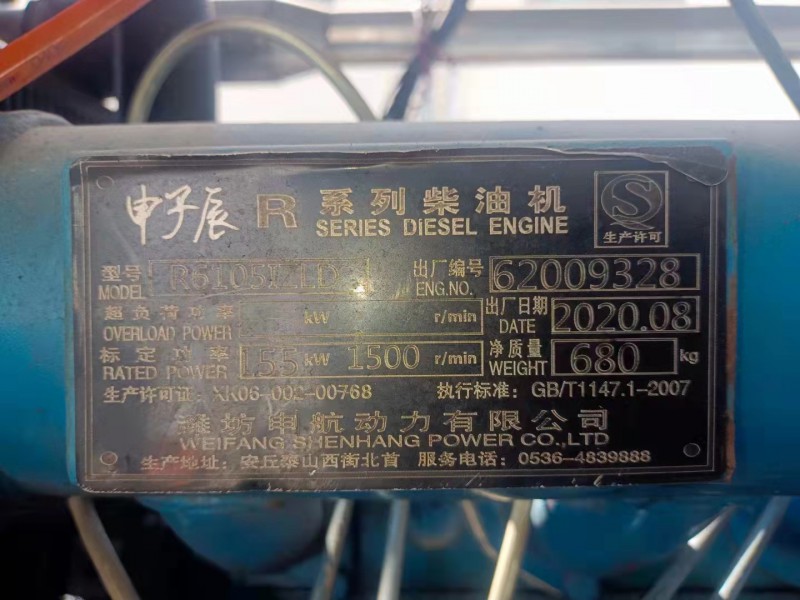 申子辰 R 系列柴油机
SERIES DiESEL ENGINE
生产许可
型号 出厂编号 62009328
MODEL ENG.NO.
超负荷功率 kW r/min 出厂日期 2020.08
OVERLOAD POWER DATE
标定功率 55 kW 1500 r/min 净质量 680 kg
RATED POWER WEIGHT
生产许可证: XK06-002-00768 执行标准: GB/T1147.1-2007
潍坊申航动力有限公司
WEIFANG SHENHANG POWER CO.,LTD
生产地址: 安丘泰山西街北首 服务电话: 0536-4839888